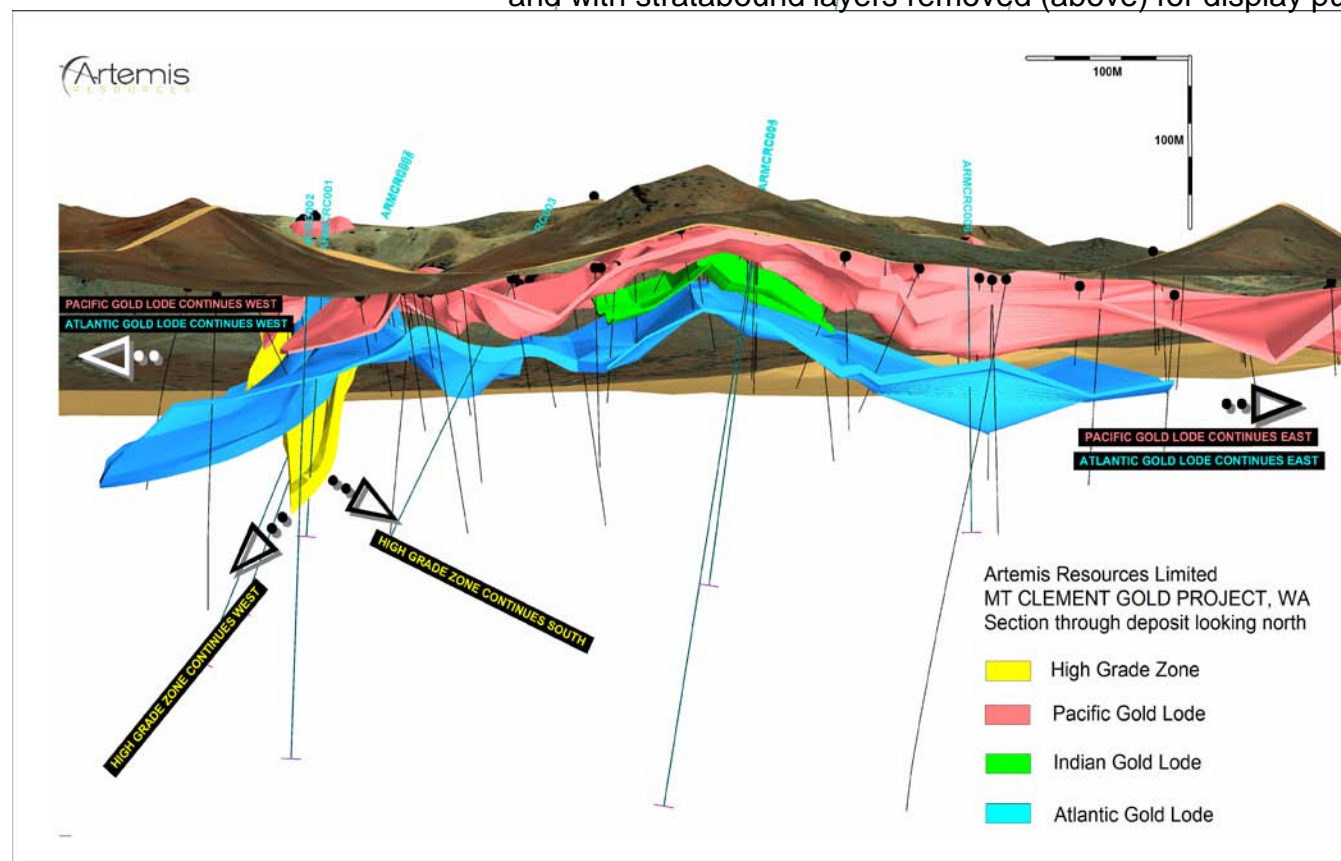 and with stratabound layers removed (above) for display
Artemis
RESOURCES
100M
100M
ARMCRC001
ARMCRC006
PACIFIC GOLD LODE CONTINUES WEST
ATLANTIC GOLD LODE CONTINUES WEST
PACIFIC GOLD LODE CONTINUES EAST
ATLANTIC GOLD LODE CONTINUES EAST
HIGH GRADE ZONE CONTINUES SOUTH
HIGH GRADE ZONE CONTINUES WEST
Artemis Resources Limited
MT CLEMENT GOLD PROJECT, WA
Section through deposit looking north
High Grade Zone
Pacific Gold Lode
Indian Gold Lode
Atlantic Gold Lode